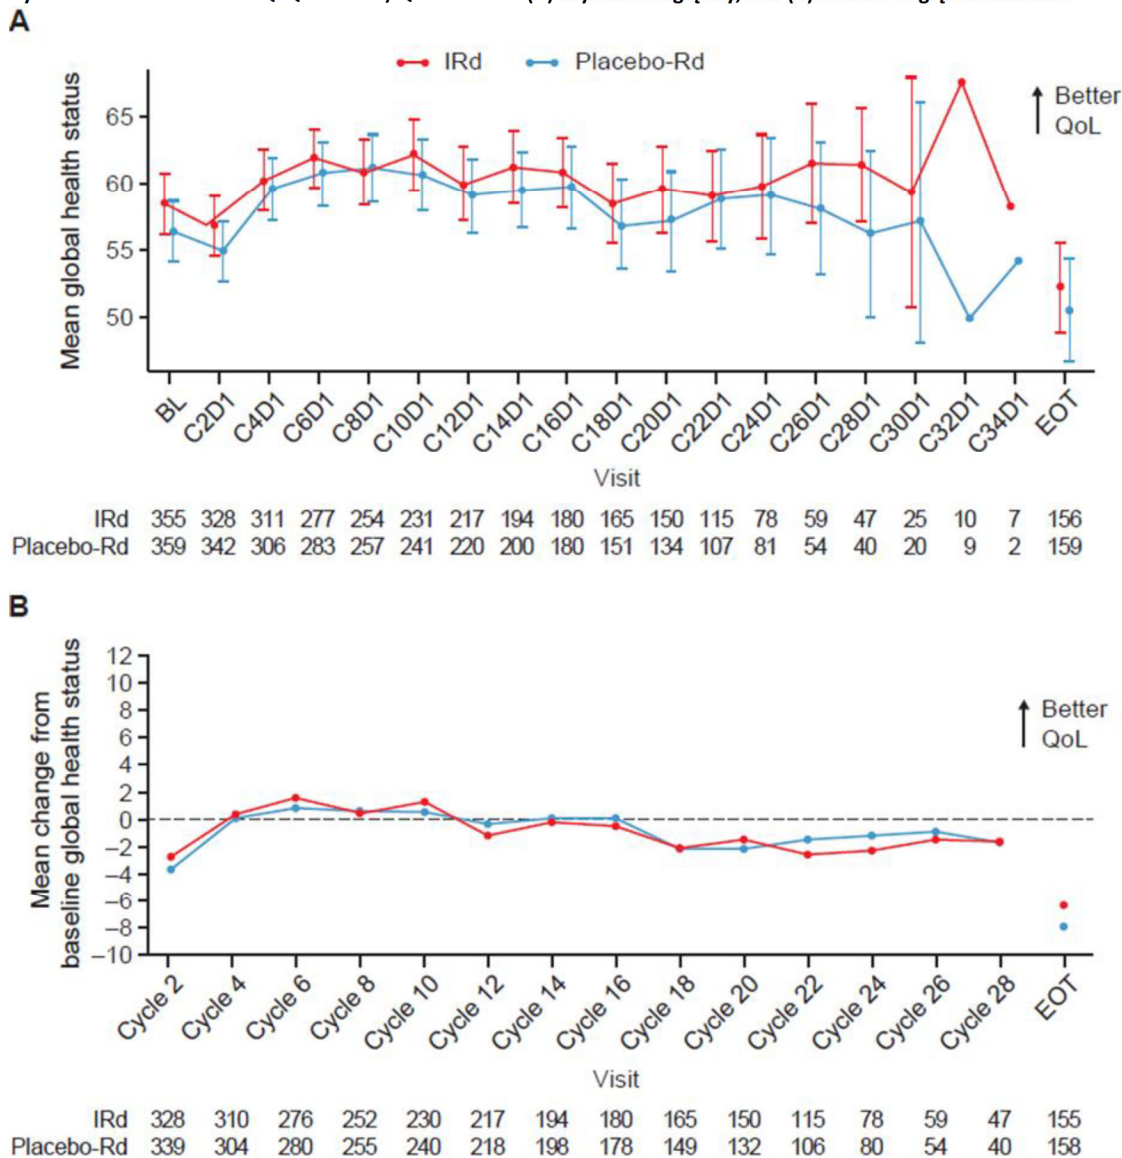 A
IRd
Placebo-Rd
Mean global health status
65
60
55
50
Better
QoL
BL
C2D1
C4D1
C6D1
C8D1
C10D1
C12D1
C14D1
C16D1
C18D1
C20D1
C22D1
C24D1
C26D1
C28D1
C30D1
C32D1
C34D1
EOT
Visit
IRd 355 328 311 277 254 231 217 194 180 165 150 115 78 59 47 25 10 7 156
Placebo-Rd 359 342 306 283 257 241 220 200 180 151 134 107 81 54 40 20 9 2 159
B
Mean change from
baseline global health status
12
10
8
6
4
2
0
–2
–4
–6
–8
–10
Better
QoL
Cycle 2
Cycle 4
Cycle 6
Cycle 8
Cycle 10
Cycle 12
Cycle 14
Cycle 16
Cycle 18
Cycle 20
Cycle 22
Cycle 24
Cycle 26
Cycle 28
EOT
Visit
IRd 328 310 276 252 230 217 194 180 165 150 115 78 59 47 155
Placebo-Rd 339 304 280 255 240 218 198 178 149 132 106 80 54 40 158